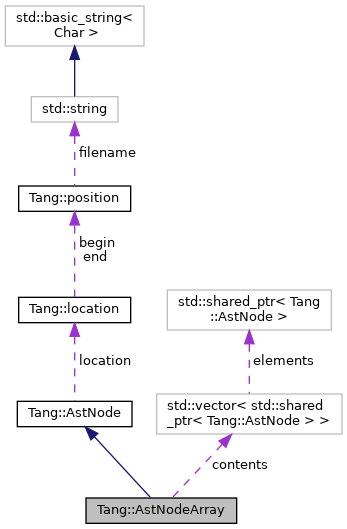 std::basic_string<
Char >
std::string
filename
Tang::position
begin
end
std::shared_ptr< Tang
::AstNode >
Tang::location
location
elements
Tang::AstNode
std::vector< std::shared
_ptr< Tang::AstNode > >
contents
Tang::AstNodeArray